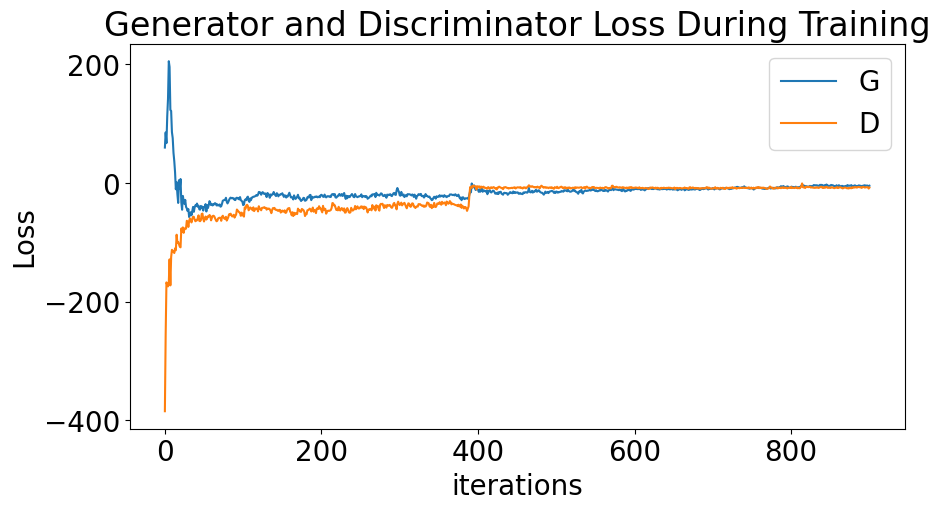 Generator and Discriminator Loss During Training
G
D
200
0
−200
−400
Loss
0 200 400 600 800
iterations